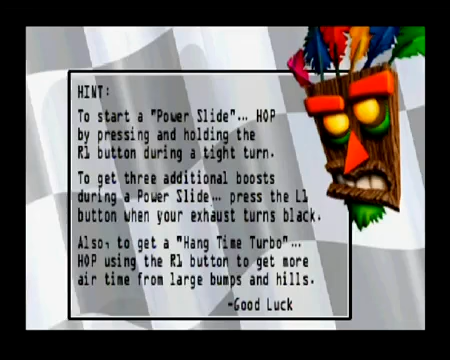 HINT:
To start a "Power Slide"... HOP
by pressing and holding the
R1 button during a tight turn.
To get three additional boosts
during a Power Slide... press the L1
button when your exhaust turns black.
Also, to get a "Hang Time Turbo"...
HOP using the R1 button to get more
air time from large bumps and hills.
-Good Luck